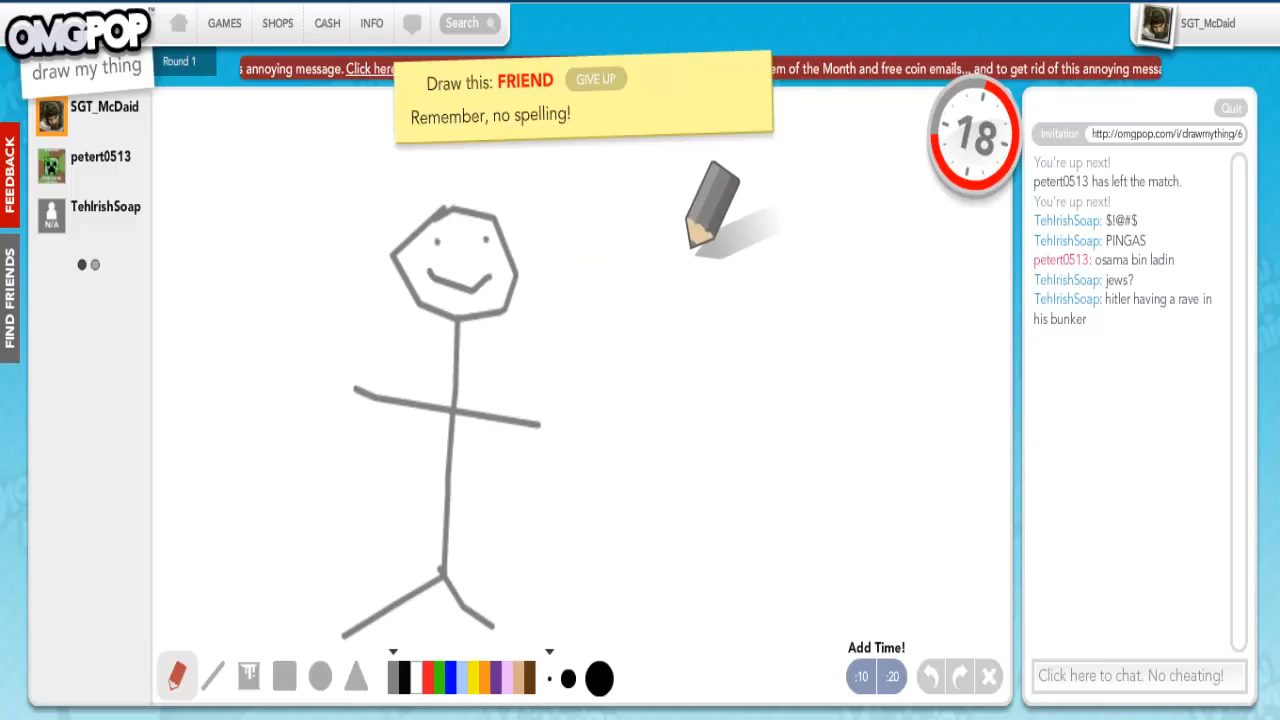 OMGPOP™
draw my thing
GAMES
SHOPS
CASH
INFO
Search
SGT_McDaid
Round 1
s annoying message. Click here
em of the Month and free coin emails... and to get rid of this annoying messa
Draw this: FRIEND
GIVE UP
Remember, no spelling!
18
FEEDBACK
FIND FRIENDS
SGT_McDaid
petert0513
N/A
TehIrishSoap
Quit
Invitation
http://omgpop.com/i/drawmything/6
You're up next!
petert0513 has left the match.
You're up next!
TehIrishSoap: $!@#$
TehIrishSoap: PINGAS
petert0513: osama bin ladin
TehIrishSoap: jews?
TehIrishSoap: hitler having a rave in
his bunker
Add Time!
:10
:20
Click here to chat. No cheating!